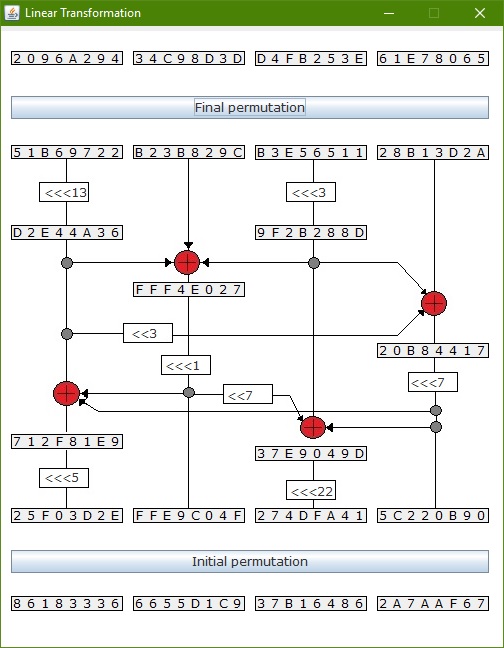 Linear Transformation
2 0 9 6 A 2 9 4 3 4 C 9 8 D 3 D D 4 F B 2 5 3 E 6 1 E 7 8 0 6 5
Final permutation
5 1 B 6 9 7 2 2 B 2 3 B 8 2 9 C B 3 E 5 6 5 1 1 2 8 B 1 3 D 2 A
<<<13 <<<3
D 2 E 4 4 A 3 6 9 F 2 B 2 8 8 D
F F F 4 E 0 2 7
<<3
2 0 B 8 4 4 1 7
<<<1
<<<7
<<7
7 1 2 F 8 1 E 9
3 7 E 9 0 4 9 D
<<<5
<<<22
2 5 F 0 3 D 2 E F F E 9 C 0 4 F 2 7 4 D F A 4 1 5 C 2 2 0 B 9 0
Initial permutation
8 6 1 8 3 3 3 6 6 6 5 5 D 1 C 9 3 7 B 1 6 4 8 6 2 A 7 A A F 6 7